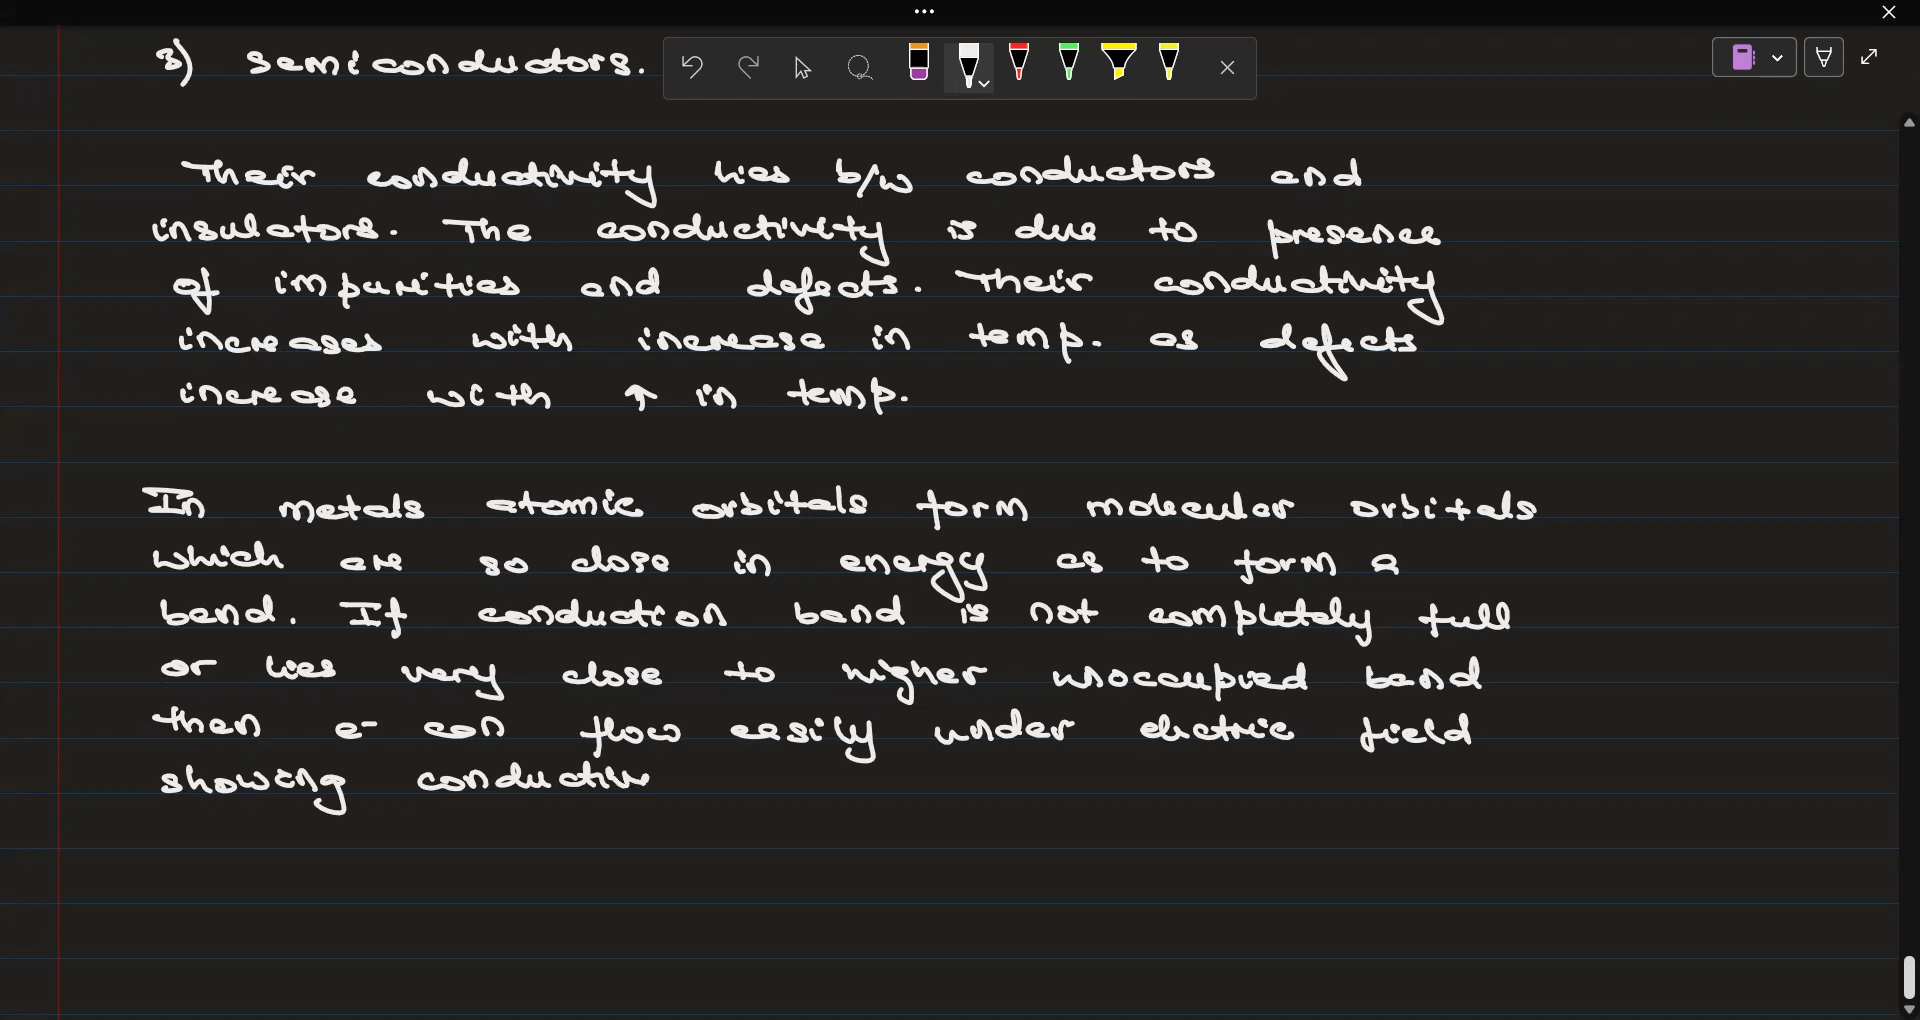 3) Semiconductors.
Their conductivity lies b/w conductors and
insulators. The conductivity is due to presence
of impurities and defects. Their conductivity
increases with increase in temp. as defects
increase with ↑ in temp.
In metals atomic orbitals form molecular orbitals
which are so close in energy as to form a
band. If conduction band is not completely full
or lies very close to higher unoccupied band
then e- can flow easily under electric field
showing conductive